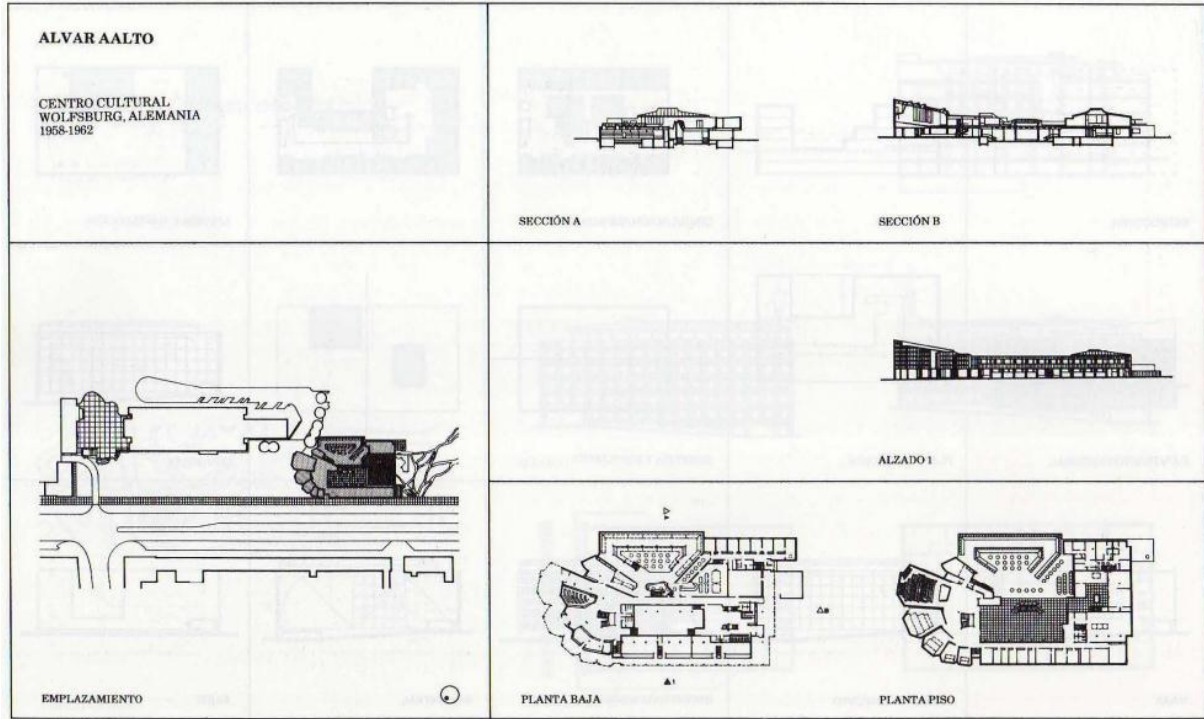 ALVAR AALTO
CENTRO CULTURAL
WOLFSBURG, ALEMANIA
1958-1962
SECCIÓN A
SECCIÓN B
ALZADO 1
EMPLAZAMIENTO
PLANTA BAJA
PLANTA PISO